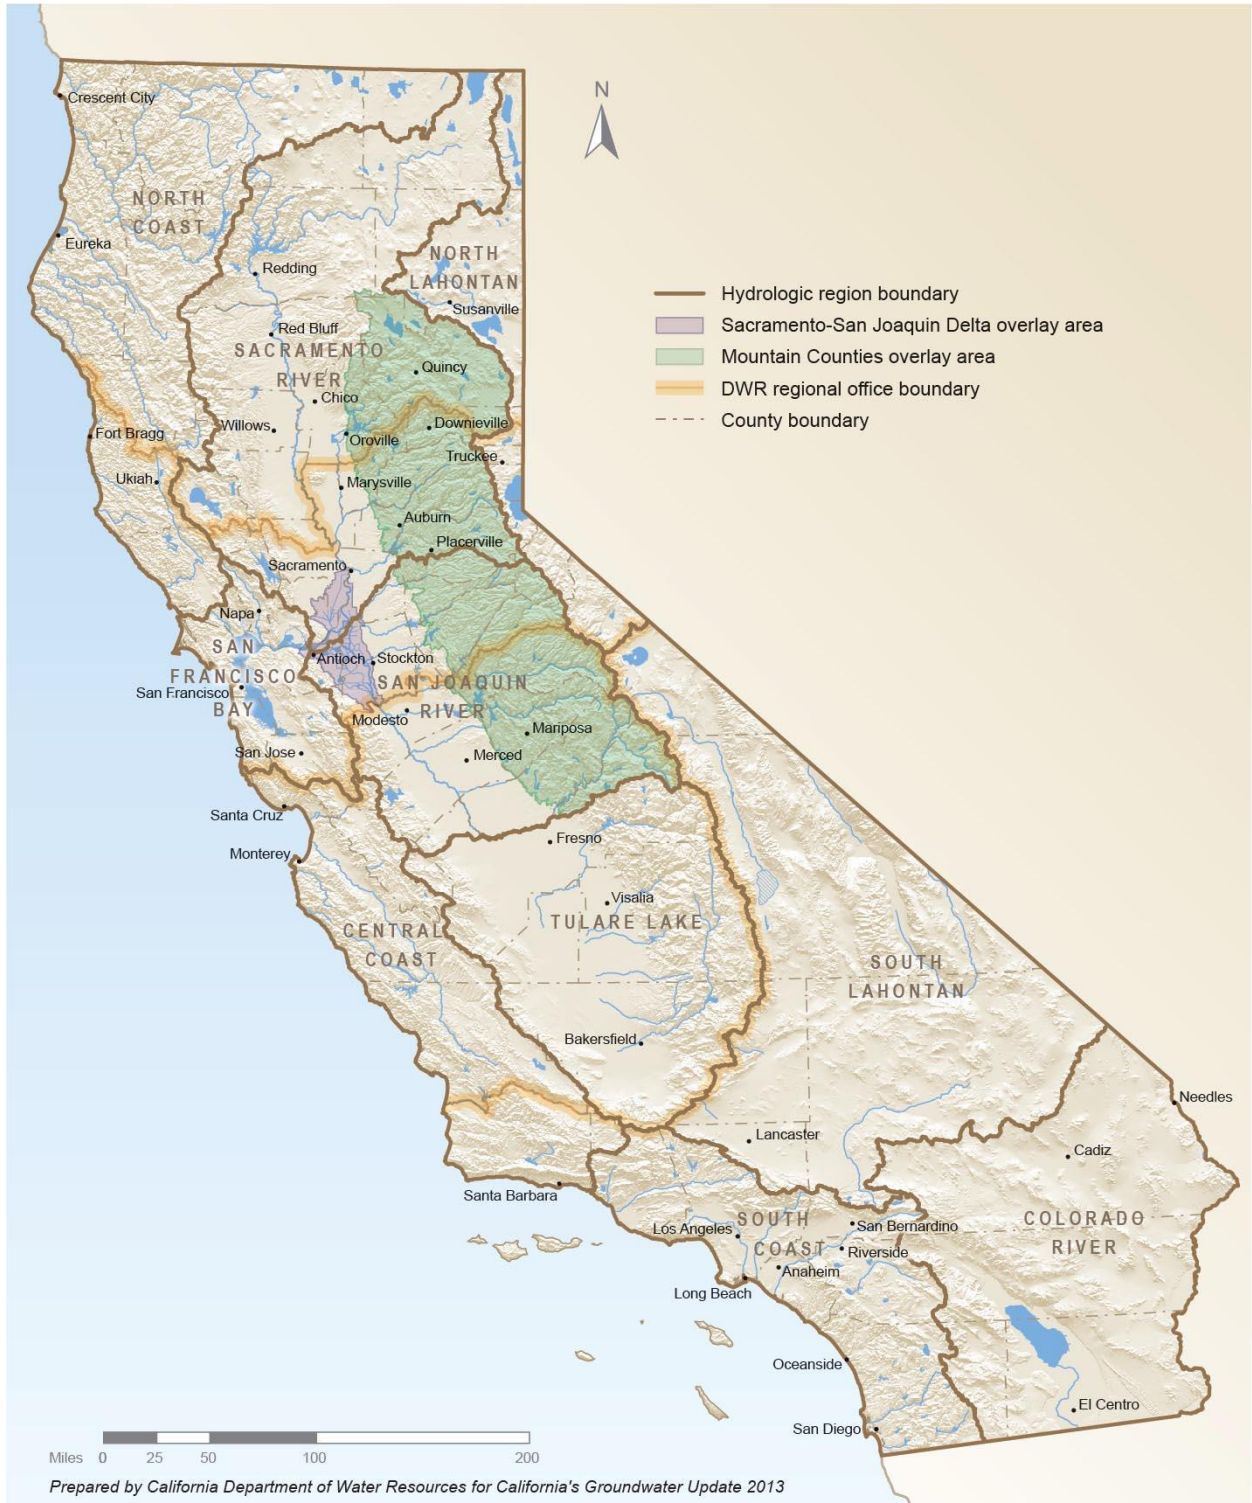 N
Crescent City
NORTH
COAST
Eureka
Redding
NORTH
LAHONTAN
Susanville
Hydrologic region boundary
Sacramento-San Joaquin Delta overlay area
Mountain Counties overlay area
DWR regional office boundary
County boundary
Red Bluff
SACRAMENTO
RIVER
Quincy
Chico
Willows
Oroville
Downieville
Fort Bragg
Truckee
Ukiah
Marysville
Auburn
Placerville
Sacramento
Napa
SAN
FRANCISCO
BAY
Antioch
Stockton
SAN JOAQUIN
RIVER
San Francisco
Modesto
Mariposa
San Jose
Merced
Santa Cruz
Monterey
Fresno
Visalia
TULARE LAKE
CENTRAL
COAST
SOUTH
LAHONTAN
Bakersfield
Needles
Lancaster
Cadiz
Santa Barbara
Los Angeles
SOUTH
COAST
San Bernardino
Riverside
Anaheim
COLORADO
RIVER
Long Beach
Oceanside
El Centro
San Diego
Miles 0 25 50 100 200
Prepared by California Department of Water Resources for California's Groundwater Update 2013